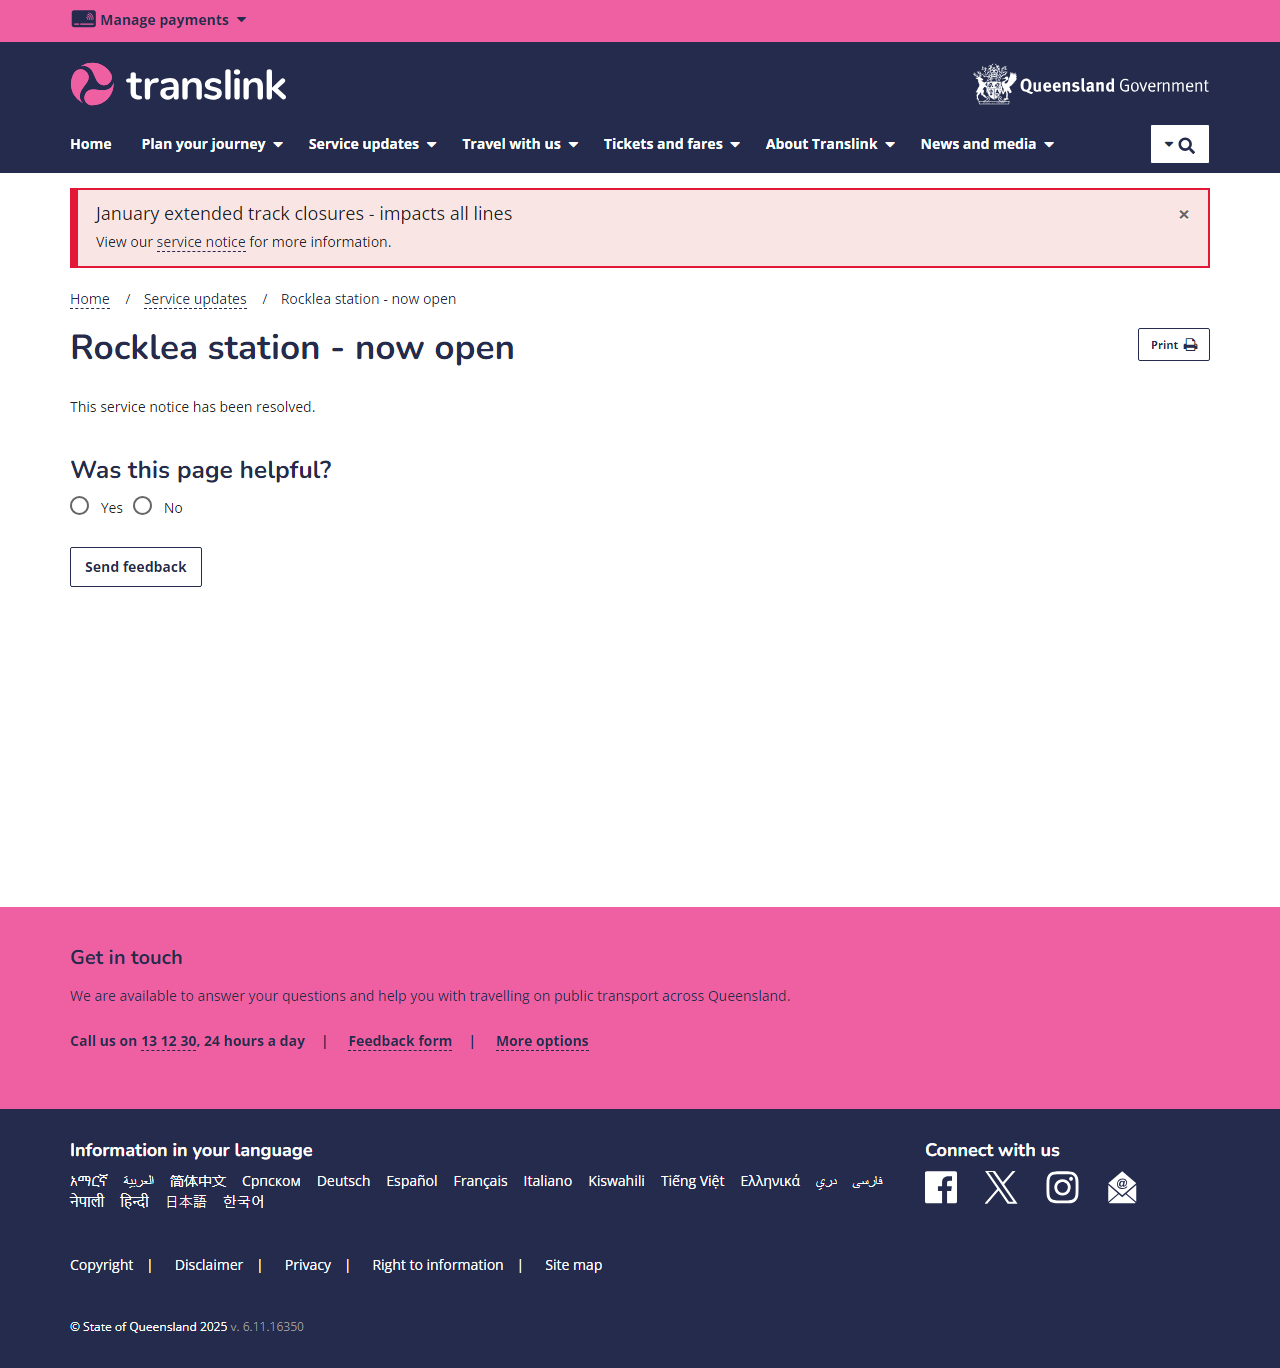 Manage payments
translink
Queensland Government
Home Plan your journey Service updates Travel with us Tickets and fares About Translink News and media
January extended track closures - impacts all lines
×
View our service notice for more information.
Home / Service updates / Rocklea station - now open
Rocklea station - now open
Print
This service notice has been resolved.
Was this page helpful?
Yes No
Send feedback
Get in touch
We are available to answer your questions and help you with travelling on public transport across Queensland.
Call us on 13 12 30, 24 hours a day | Feedback form | More options
Information in your language
አማርኛ العربية 简体中文 Српском Deutsch Español Français Italiano Kiswahili Tiếng Việt Ελληνικά دري فارسی
नेपाली हिन्दी 日本語 한국어
Connect with us
Copyright | Disclaimer | Privacy | Right to information | Site map
© State of Queensland 2025 v. 6.11.16350